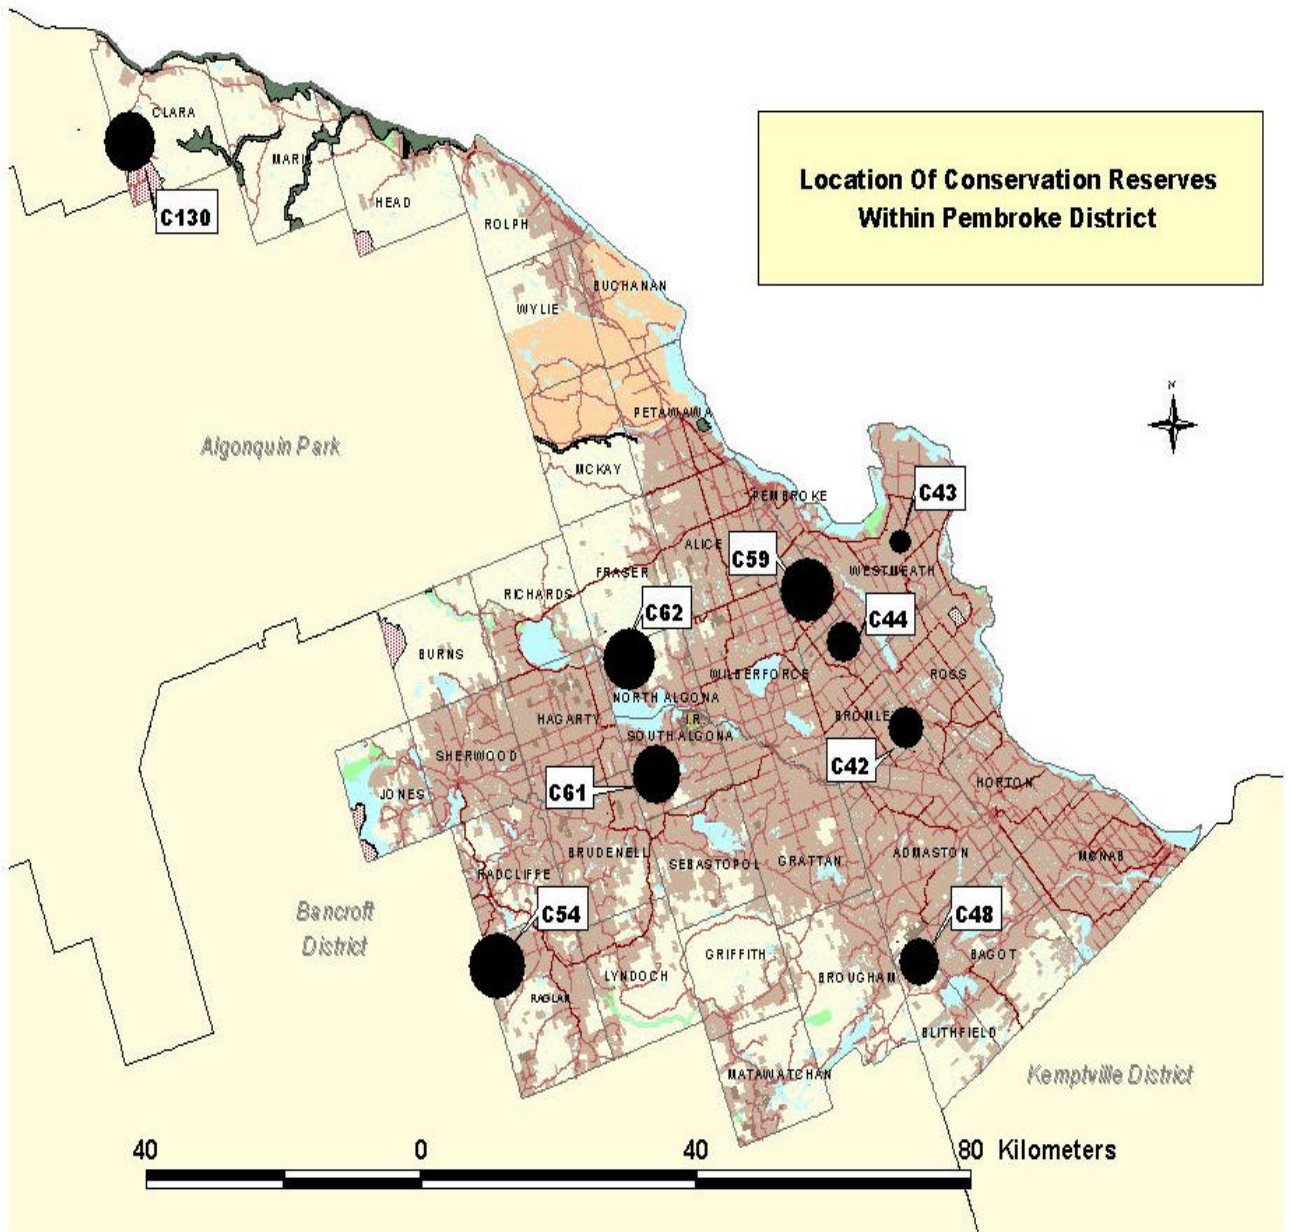 Location Of Conservation Reserves
Within Pembroke District
CLARA
MARIA
C130
HEAD
ROLPH
BUCHANAN
WYLIE
N
PETAWAWA
Algonquin Park
MCKAY
PEMBROKE
C43
ALICE
C59
WESTMEATH
FRASER
RICHARDS
C62
C44
BURNS
WILBERFORCE
ROSS
NORTH ALGONA
HAGARTY
I.R.
BROMLE
SOUTH ALGONA
SHERWOOD
C42
C61
HORTON
JONES
BRUDENELL
SEBASTOPOL
GRATTAN
ADMASTON
MCNAB
RADCLIFFE
Bancroft
District
C54
C48
GRIFFITH
BAGOT
LYNDOCH
BROUGHAM
RAGLAN
BLITHFIELD
MATAWATCHAN
Kemptville District
40 0 40 80 Kilometers